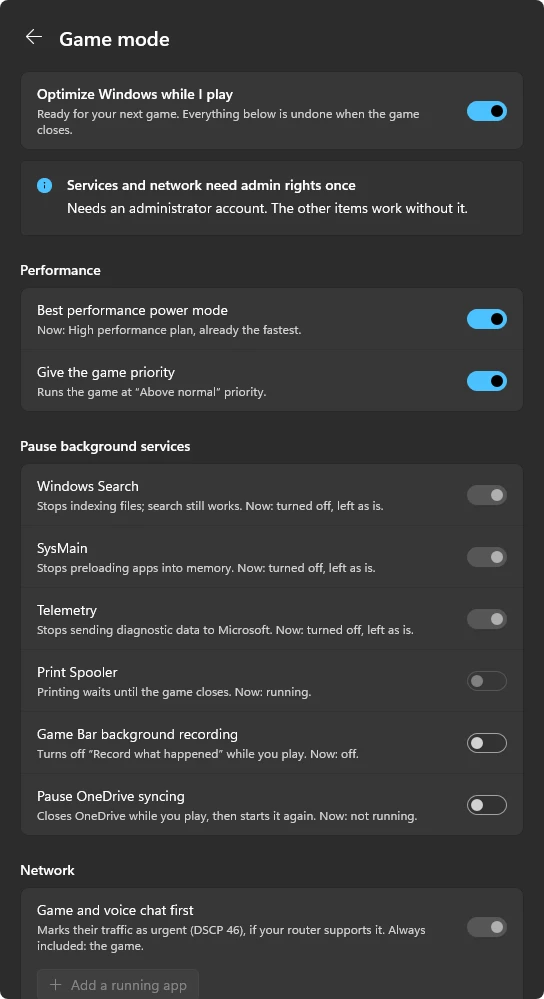 Game mode
Optimize Windows while I play
Ready for your next game. Everything below is undone when the game
closes.
Services and network need admin rights once
Needs an administrator account. The other items work without it.
Performance
Best performance power mode
Now: High performance plan, already the fastest.
Give the game priority
Runs the game at “Above normal” priority.
Pause background services
Windows Search
Stops indexing files; search still works. Now: turned off, left as is.
SysMain
Stops preloading apps into memory. Now: turned off, left as is.
Telemetry
Stops sending diagnostic data to Microsoft. Now: turned off, left as is.
Print Spooler
Printing waits until the game closes. Now: running.
Game Bar background recording
Turns off “Record what happened” while you play. Now: off.
Pause OneDrive syncing
Closes OneDrive while you play, then starts it again. Now: not running.
Network
Game and voice chat first
Marks their traffic as urgent (DSCP 46), if your router supports it. Always
included: the game.
+ Add a running app